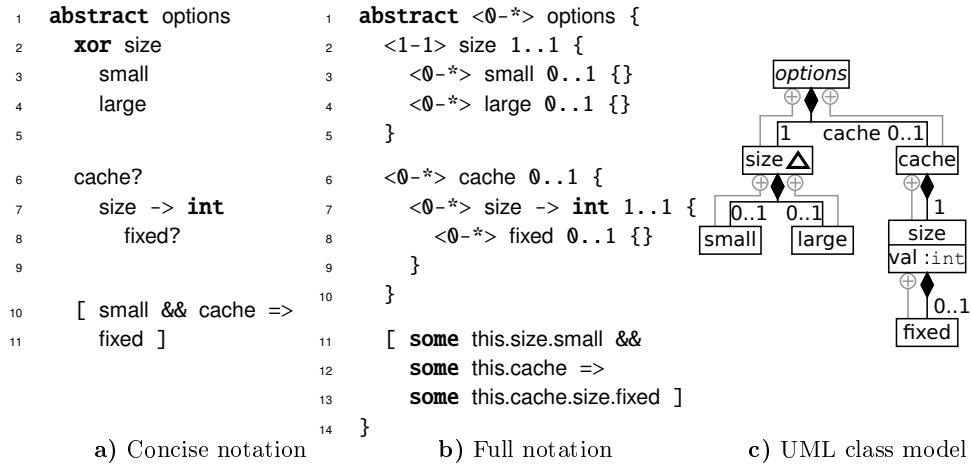 1 abstract options
2 xor size
3 small
4 large
5
6 cache?
7 size -> int
8 fixed?
9
10 [ small && cache =>
11 fixed ]
a) Concise notation
1 abstract <0-*> options {
2 <1-1> size 1..1 {
3 <0-*> small 0..1 {}
4 <0-*> large 0..1 {}
5 }
6 <0-*> cache 0..1 {
7 <0-*> size -> int 1..1 {
8 <0-*> fixed 0..1 {}
9 }
10 }
11 [ some this.size.small &&
12 some this.cache =>
13 some this.cache.size.fixed ]
14 }
b) Full notation
options
1 cache 0..1
size cache
0..1 0..1 1
small large size
val :int
0..1
fixed
c) UML class model